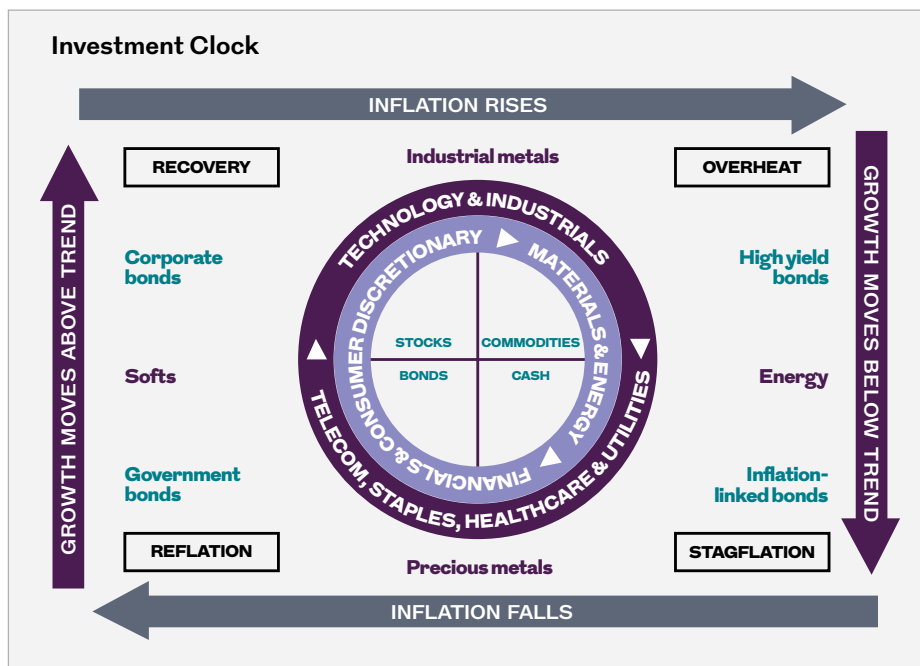 Investment Clock
INFLATION RISES
RECOVERY
Industrial metals
OVERHEAT
GROWTH MOVES ABOVE TREND
GROWTH MOVES BELOW TREND
TECHNOLOGY & INDUSTRIALS
Corporate
bonds
High yield
bonds
MATERIALS & ENERGY
FINANCIALS & CONSUMER DISCRETIONARY
STOCKS
COMMODITIES
BONDS
CASH
Softs
Energy
TELECOM, STAPLES, HEALTHCARE & UTILITIES
Government
bonds
Inflation-
linked bonds
REFLATION
Precious metals
STAGFLATION
INFLATION FALLS